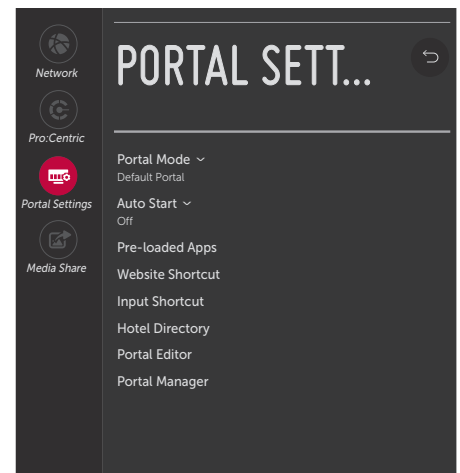 Network
Pro:Centric
Portal Settings
Media Share
PORTAL SETT...
Portal Mode
Default Portal
Auto Start
Off
Pre-loaded Apps
Website Shortcut
Input Shortcut
Hotel Directory
Portal Editor
Portal Manager